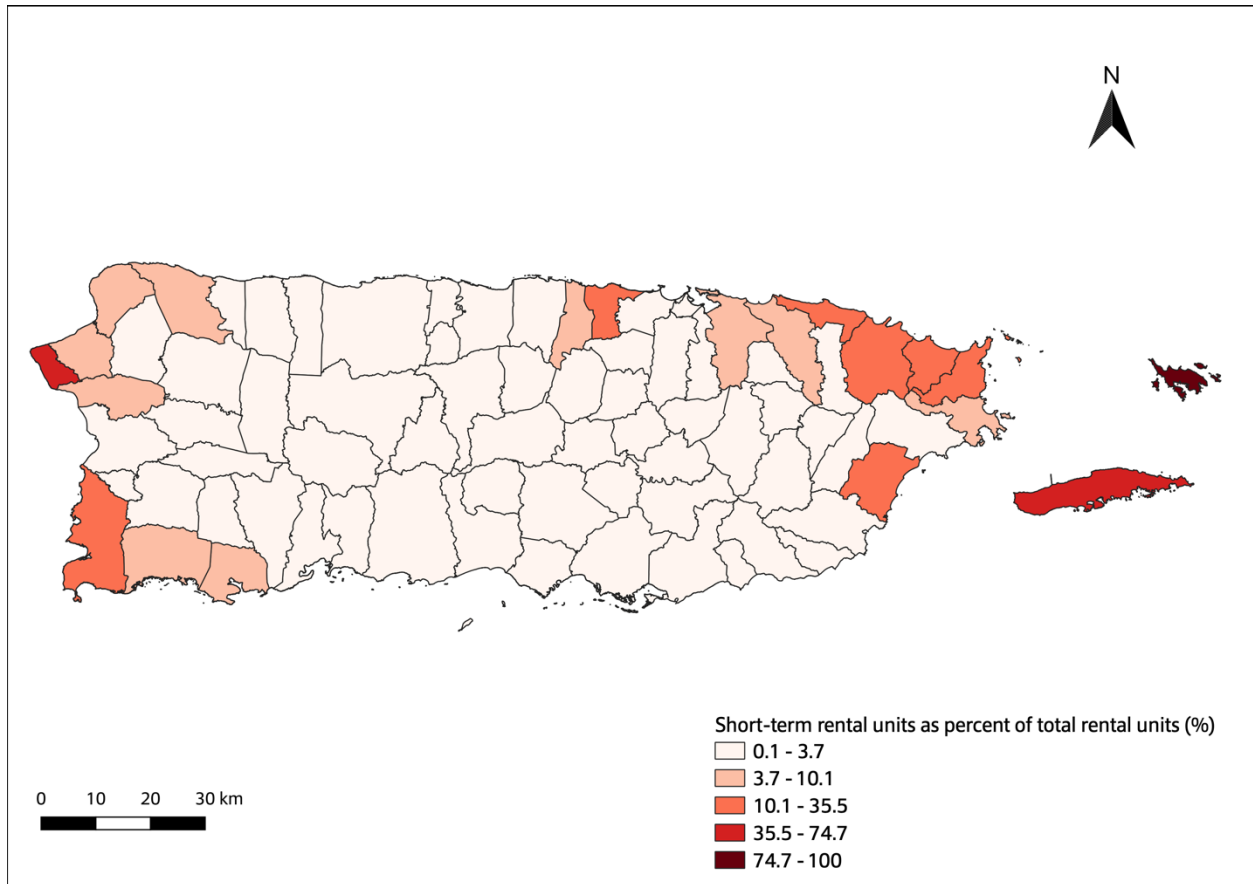 N
Short-term rental units as percent of total rental units (%)
0.1 - 3.7
3.7 - 10.1
10.1 - 35.5
35.5 - 74.7
74.7 - 100
0 10 20 30 km